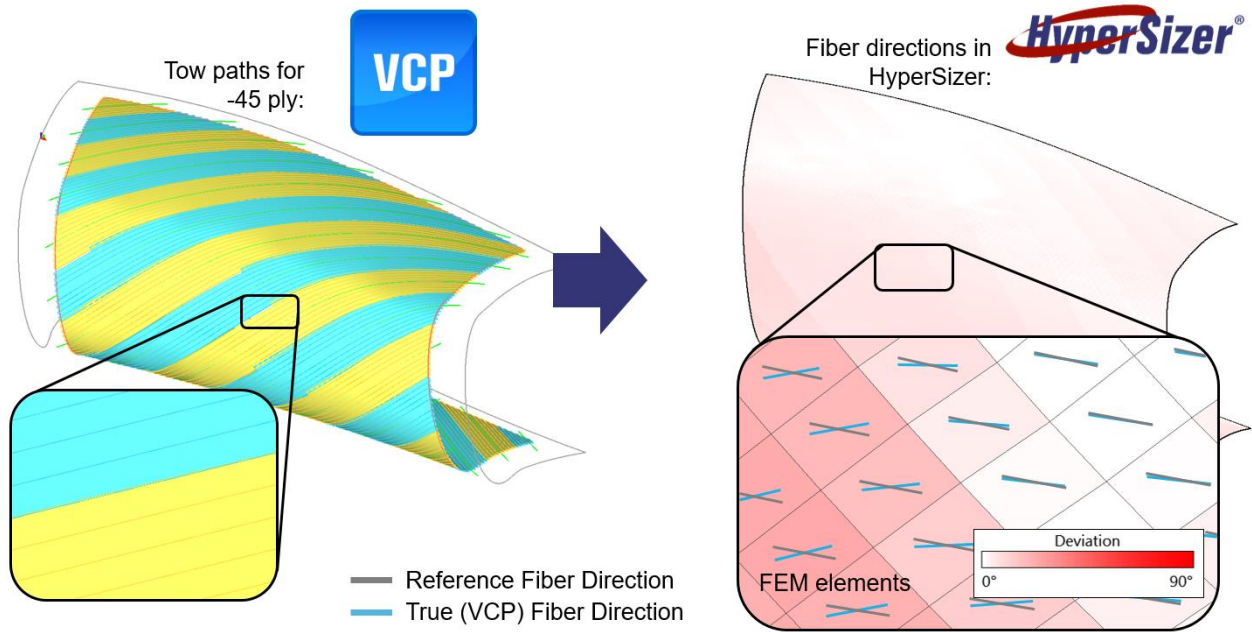 Tow paths for
-45 ply:
VCP
Fiber directions in
HyperSizer:
HyperSizer®
Deviation
0°
90°
FEM elements
Reference Fiber Direction
True (VCP) Fiber Direction